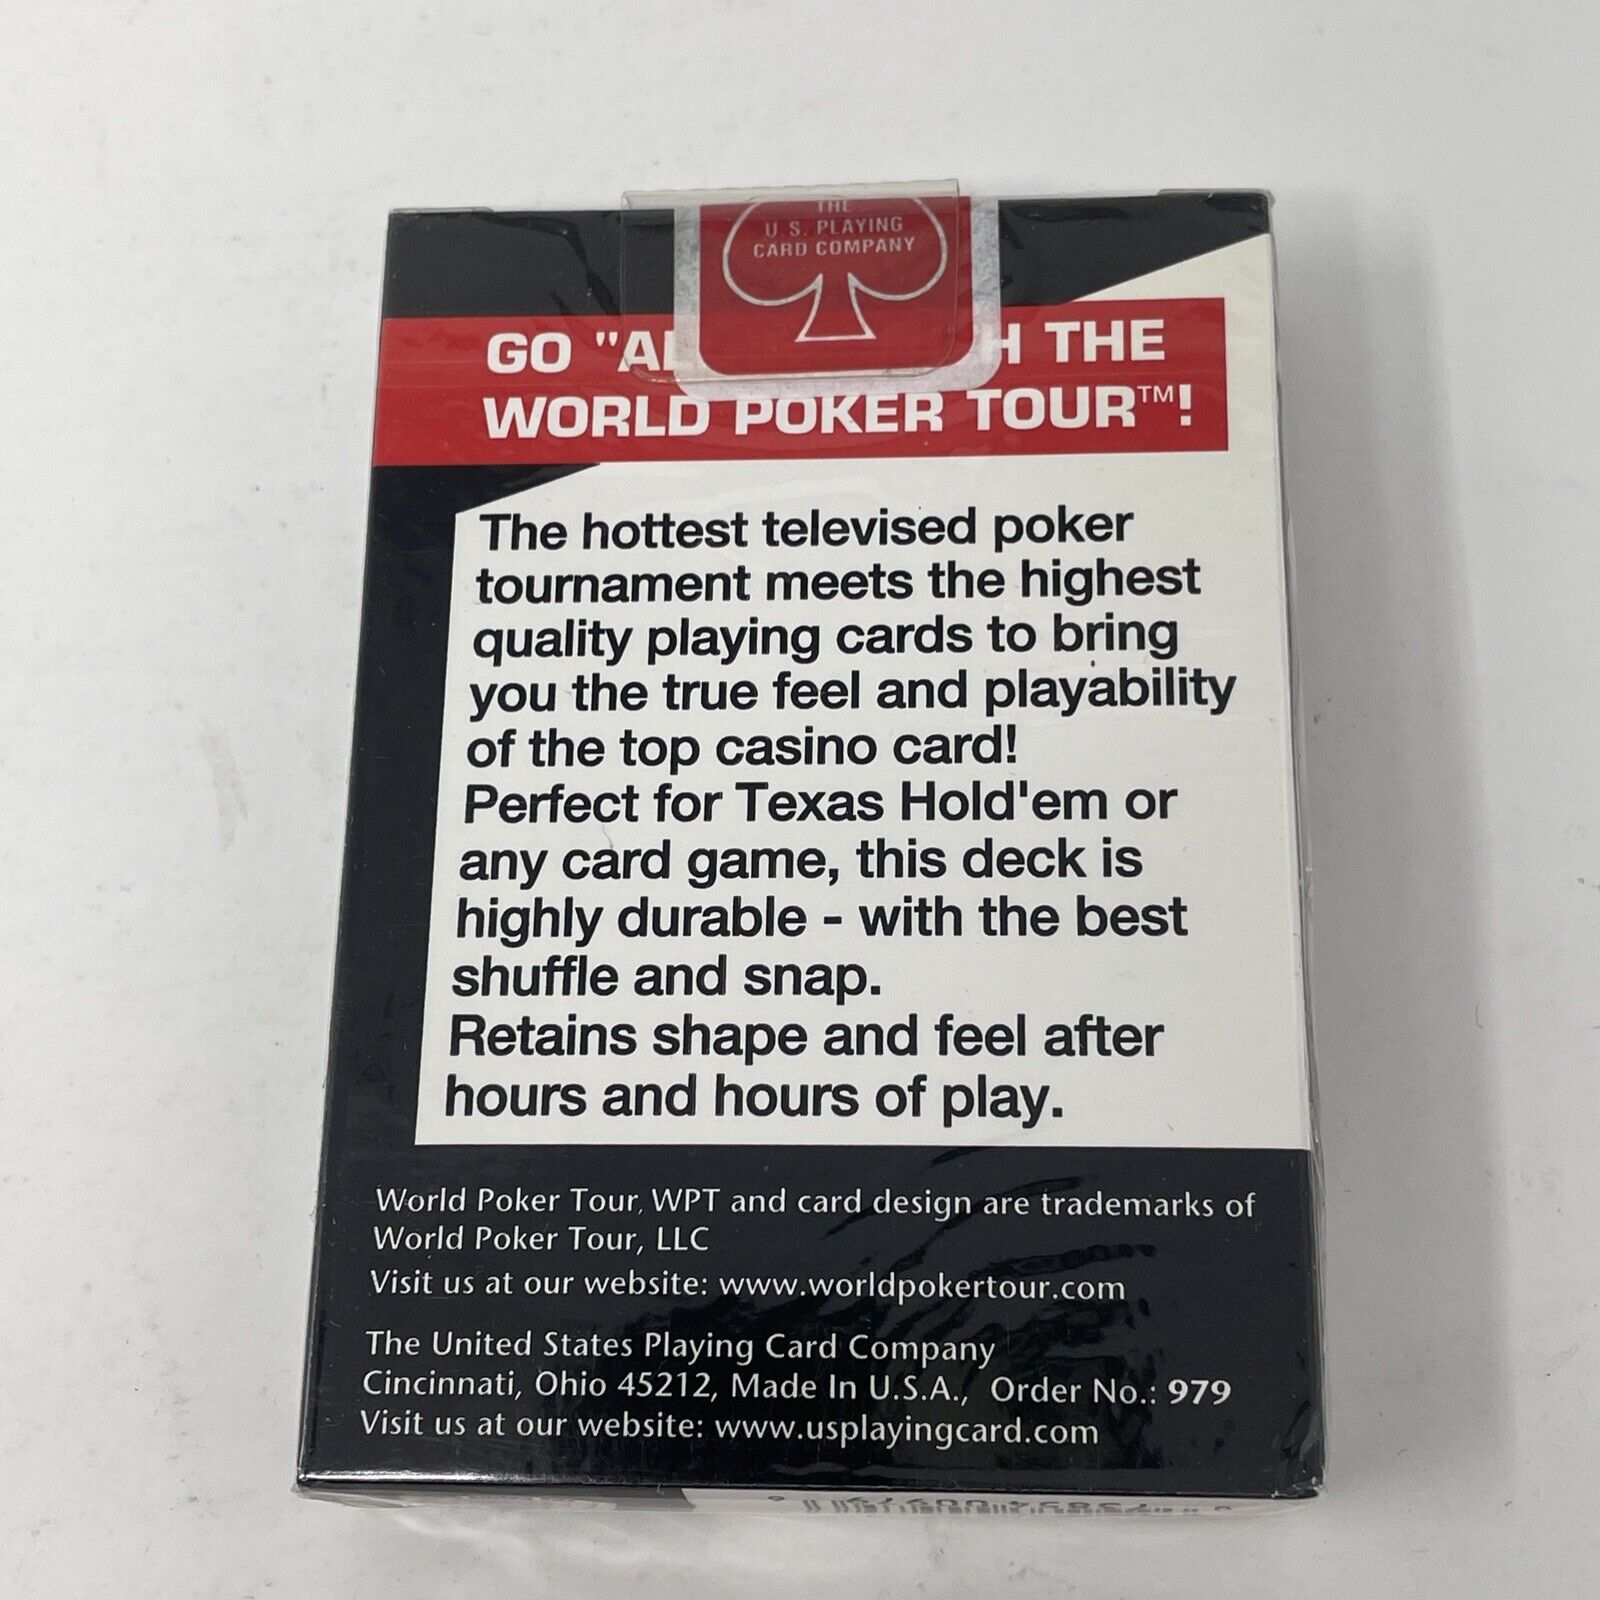 THE
U.S. PLAYING
CARD COMPANY
GO "AL H THE
WORLD POKER TOUR™!
The hottest televised poker
tournament meets the highest
quality playing cards to bring
you the true feel and playability
of the top casino card!
Perfect for Texas Hold'em or
any card game, this deck is
highly durable - with the best
shuffle and snap.
Retains shape and feel after
hours and hours of play.
World Poker Tour, WPT and card design are trademarks of
World Poker Tour, LLC
Visit us at our website: www.worldpokertour.com
The United States Playing Card Company
Cincinnati, Ohio 45212, Made In U.S.A., Order No.: 979
Visit us at our website: www.usplayingcard.com